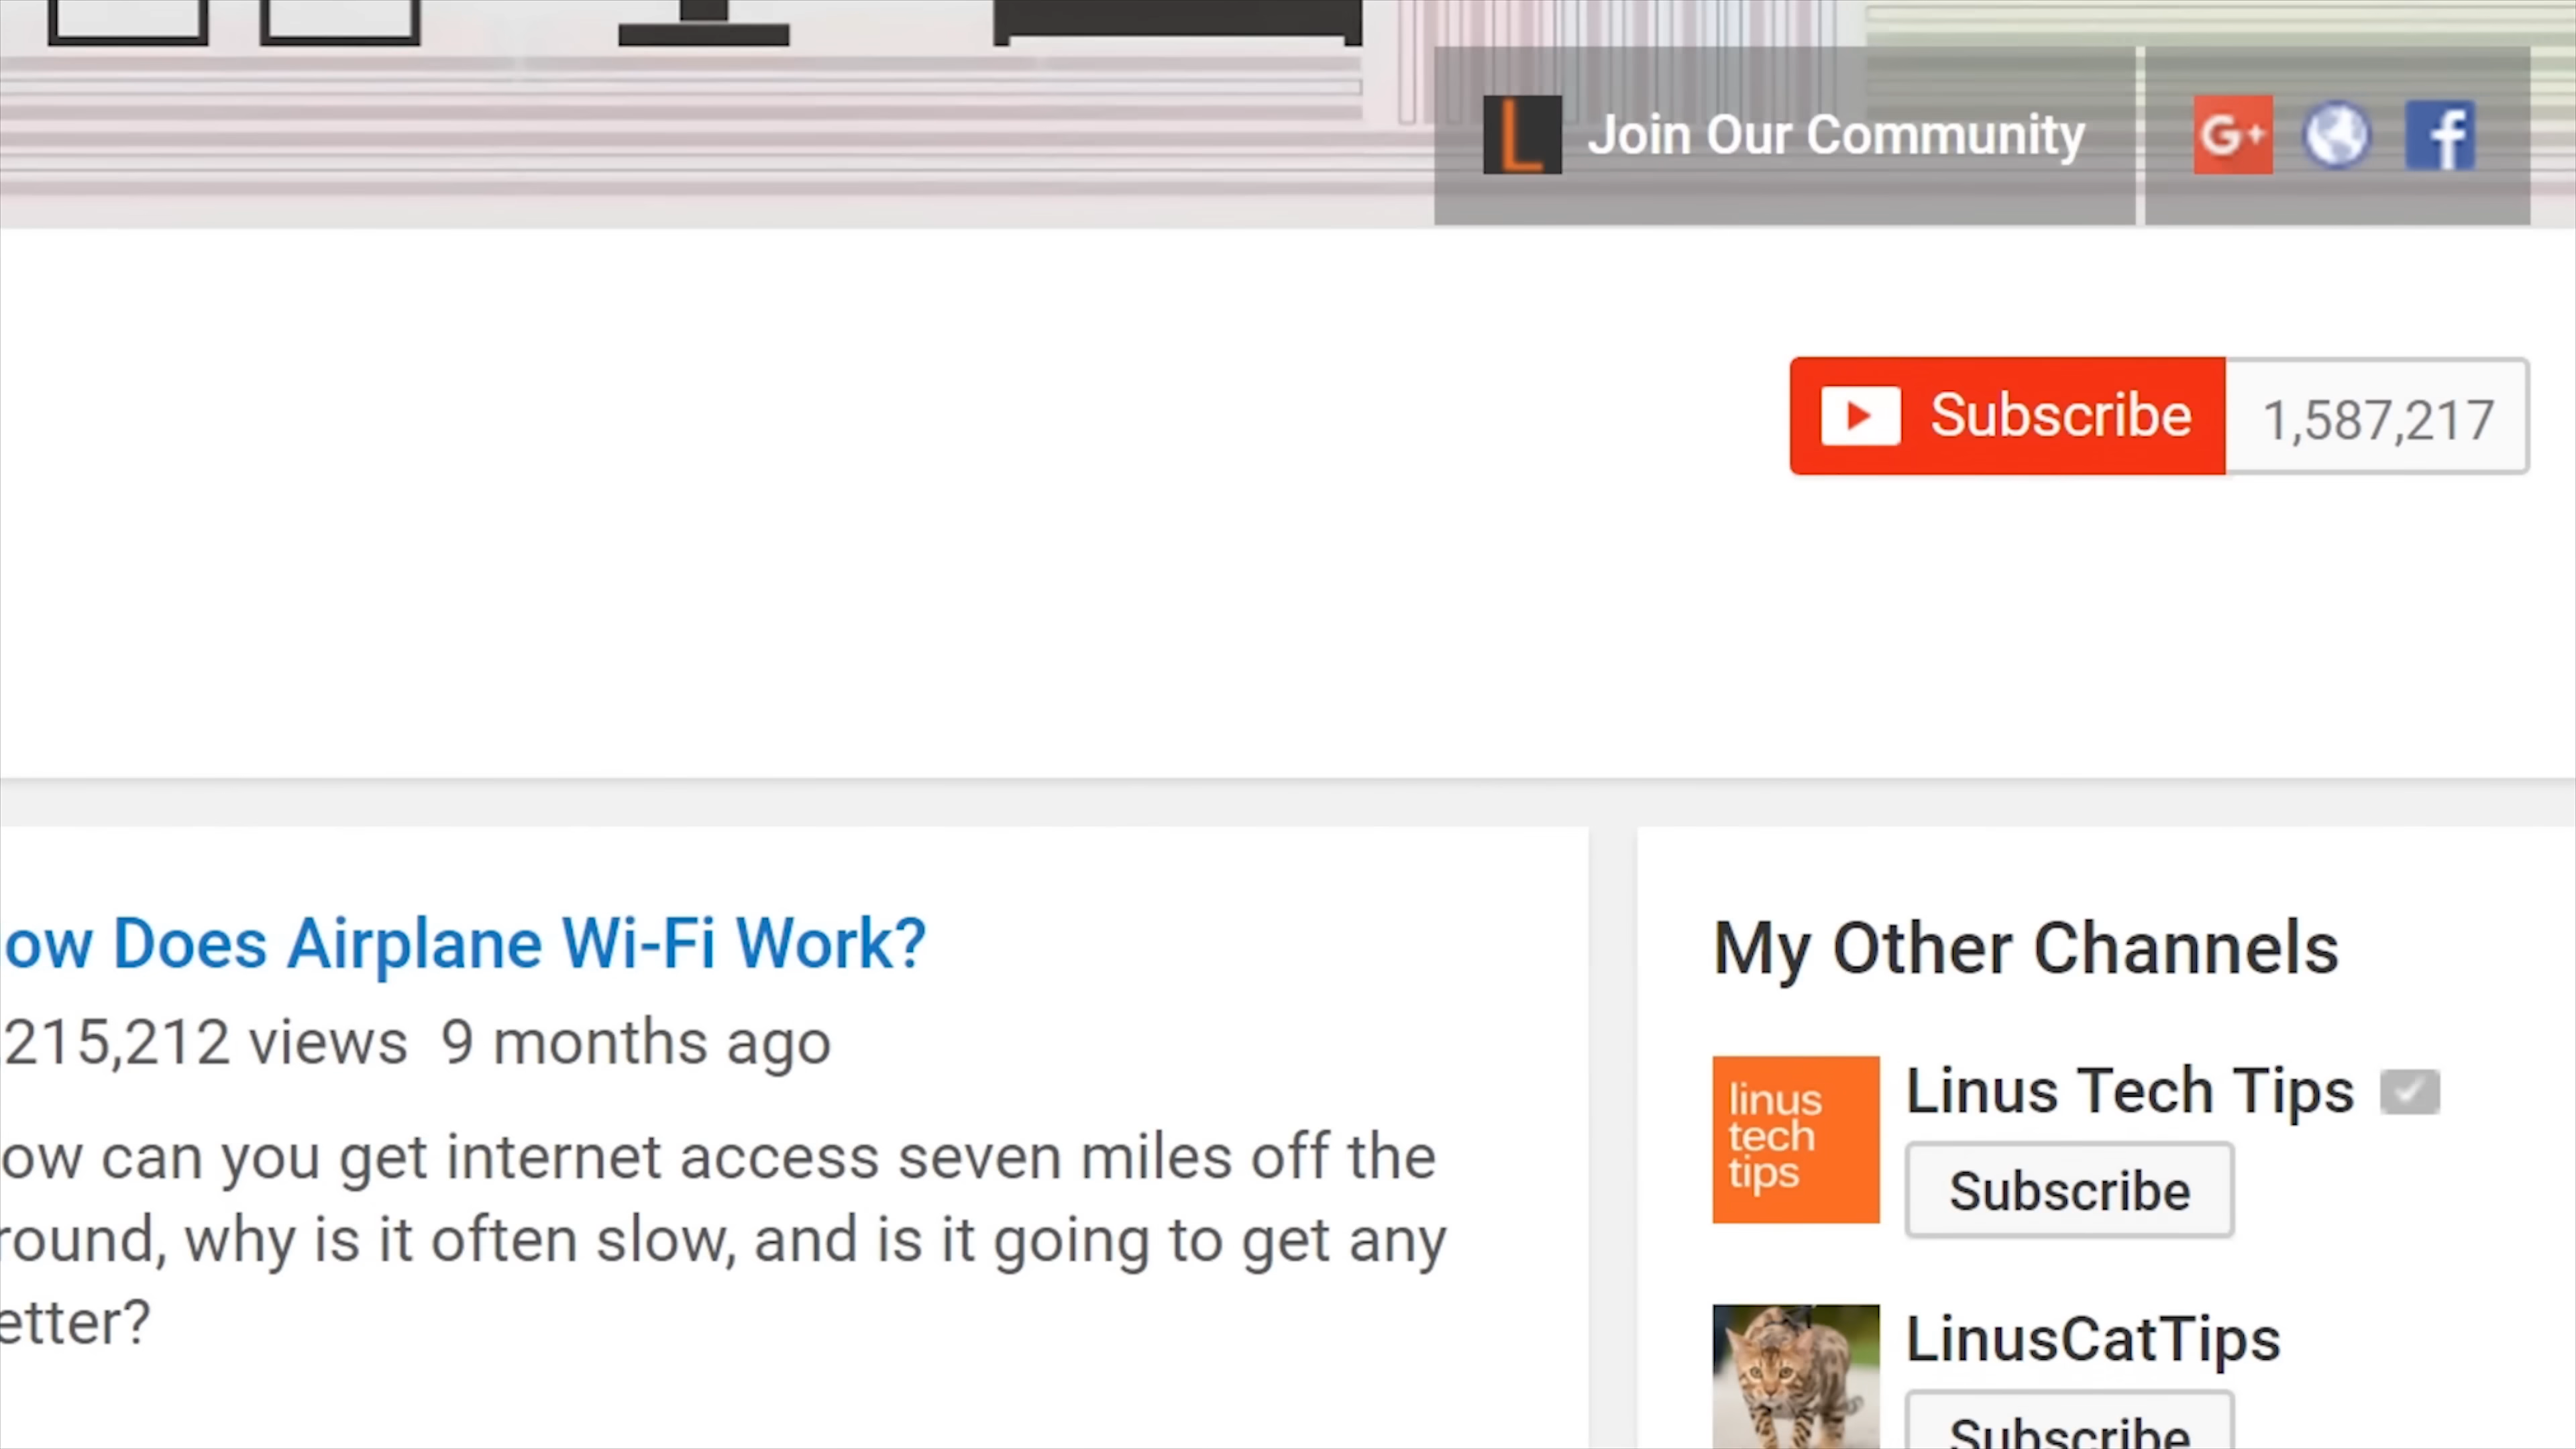 L Join Our Community G+ f
Subscribe 1,587,217
ow Does Airplane Wi-Fi Work?
215,212 views 9 months ago
ow can you get internet access seven miles off the
round, why is it often slow, and is it going to get any
etter?
My Other Channels
linus
tech
tips
Linus Tech Tips
Subscribe
LinusCatTips
Subscribe